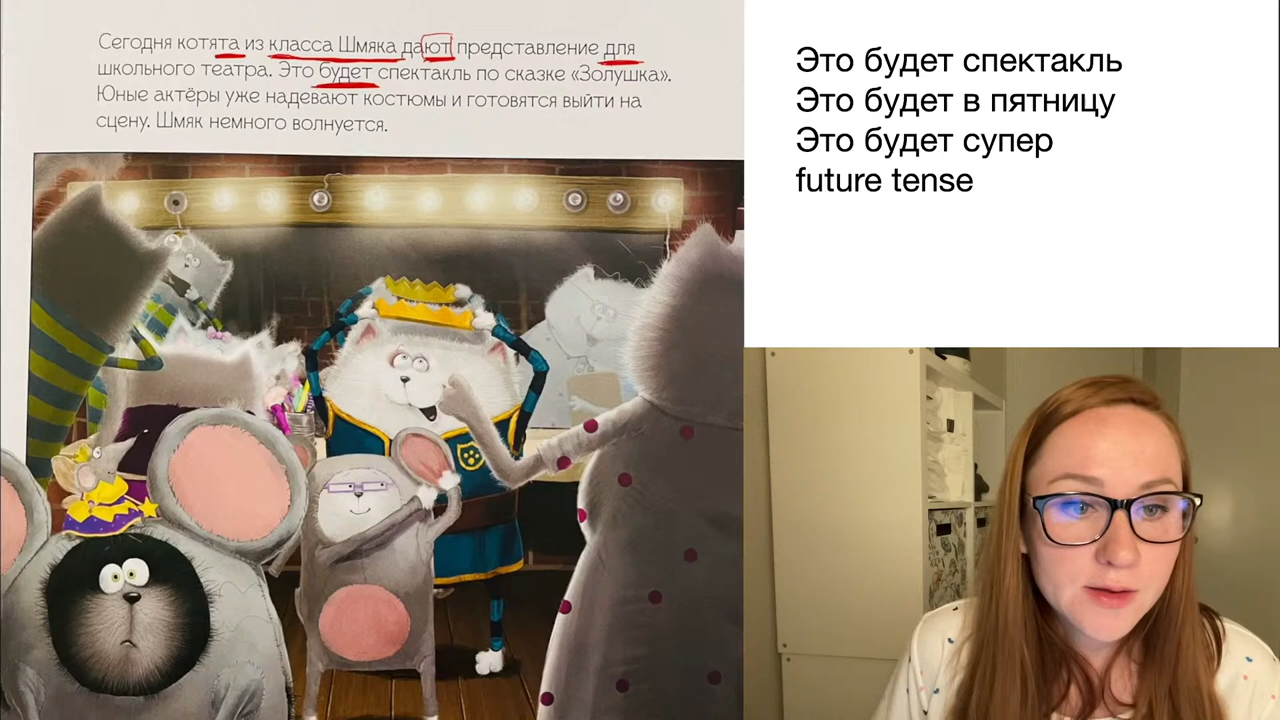 Сегодня котята из класса Шмяка дают представление для
школьного театра. Это будет спектакль по сказке «Золушка».
Юные актёры уже надевают костюмы и готовятся выйти на
сцену. Шмяк немного волнуется.
Это будет спектакль
Это будет в пятницу
Это будет супер
future tense